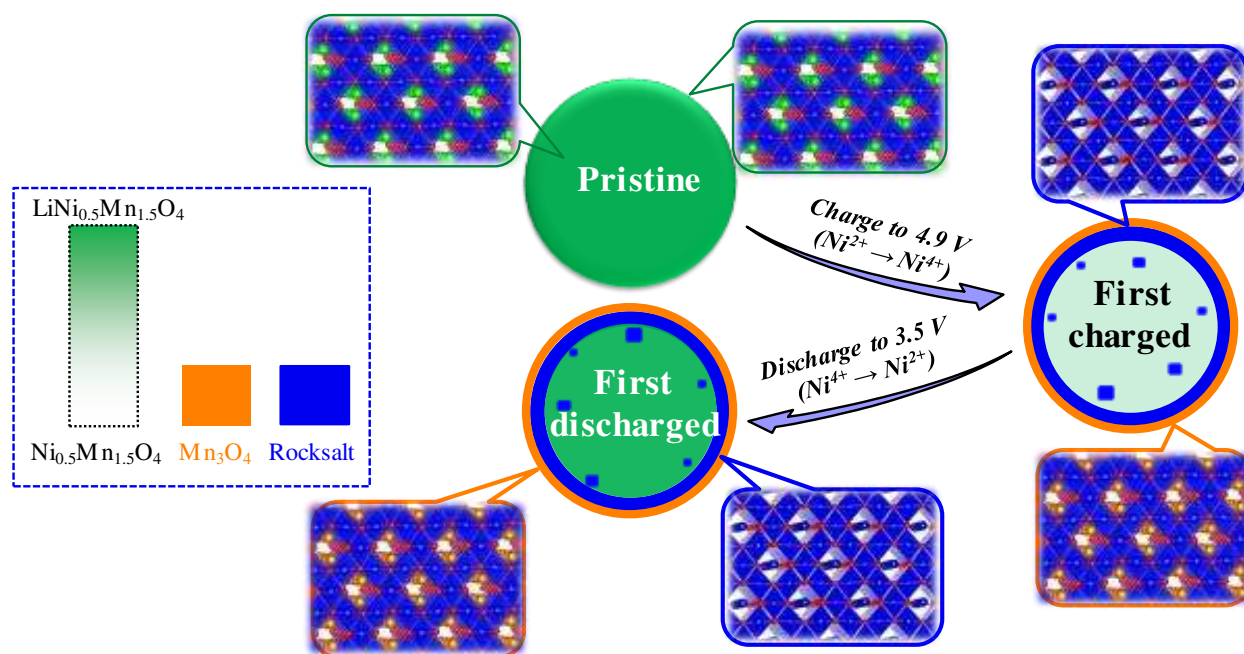 Pristine
LiNi₀.₅Mn₁.₅O₄
Ni₀.₅Mn₁.₅O₄
Mn₃O₄
Rocksalt
Charge to 4.9 V
(Ni²⁺ → Ni⁴⁺)
First
charged
Discharge to 3.5 V
(Ni⁴⁺ → Ni²⁺)
First
discharged